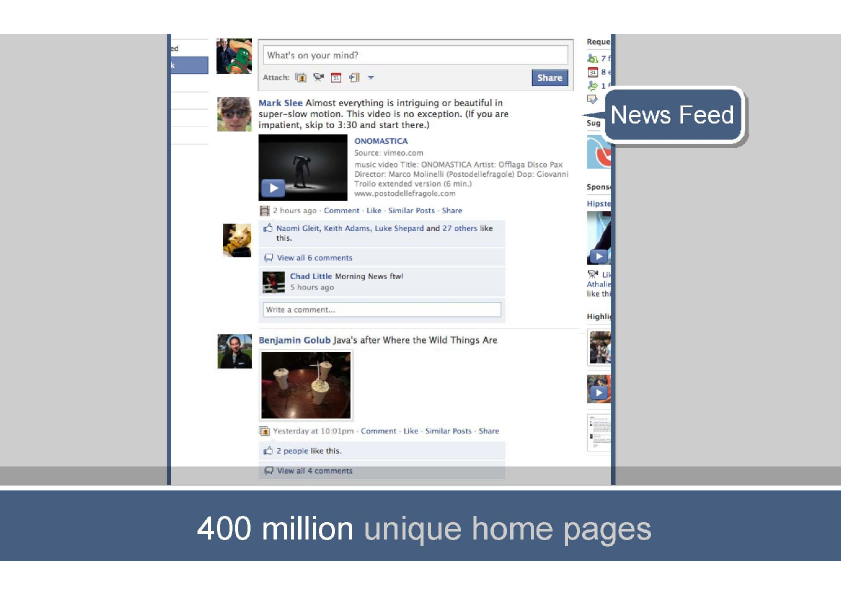 ed
k
What's on your mind?
Attach:
Share
Mark Slee Almost everything is intriguing or beautiful in
super-slow motion. This video is no exception. (If you are
impatient, skip to 3:30 and start there.)
ONOMASTICA
Source: vimeo.com
music video Title: ONOMASTICA Artist: Offlaga Disco Pax
Director: Marco Molinelli (Postodellefragole) Dop: Giovanni
Troilo extended version (6 min.)
www.postodellefragole.com
2 hours ago · Comment · Like · Similar Posts · Share
Naomi Gleit, Keith Adams, Luke Shepard and 27 others like
this.
View all 6 comments
Chad Little Morning News ftw!
5 hours ago
Write a comment...
Benjamin Golub Java's after Where the Wild Things Are
Yesterday at 10:01pm · Comment · Like · Similar Posts · Share
2 people like this.
View all 4 comments
Reque
7 f
8 e
1 f
News Feed
Sug
Spons
Hipste
Lik
Athalie
like thi
Highlig
400 million unique home pages